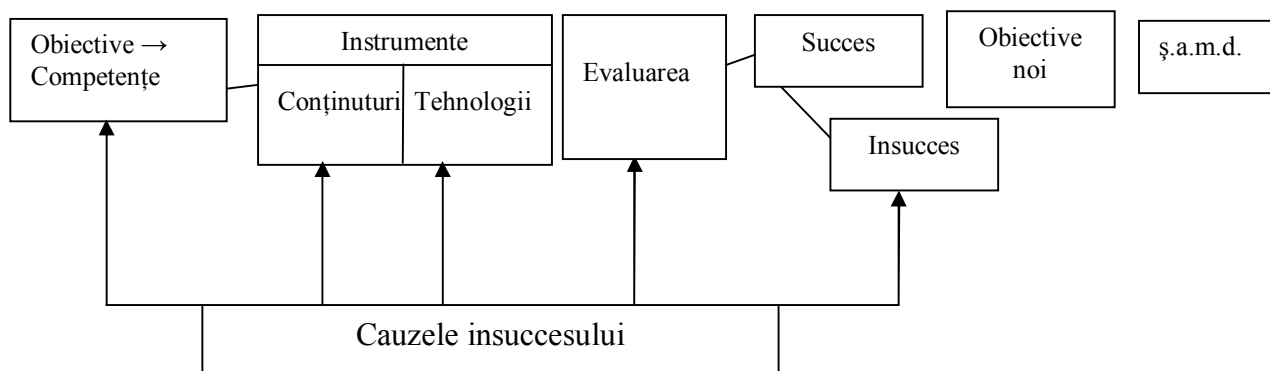 Obiective →
Competențe
Instrumente
Conținuturi
Tehnologii
Evaluarea
Succes
Insucces
Obiective
noi
ş.a.m.d.
Cauzele insuccesului